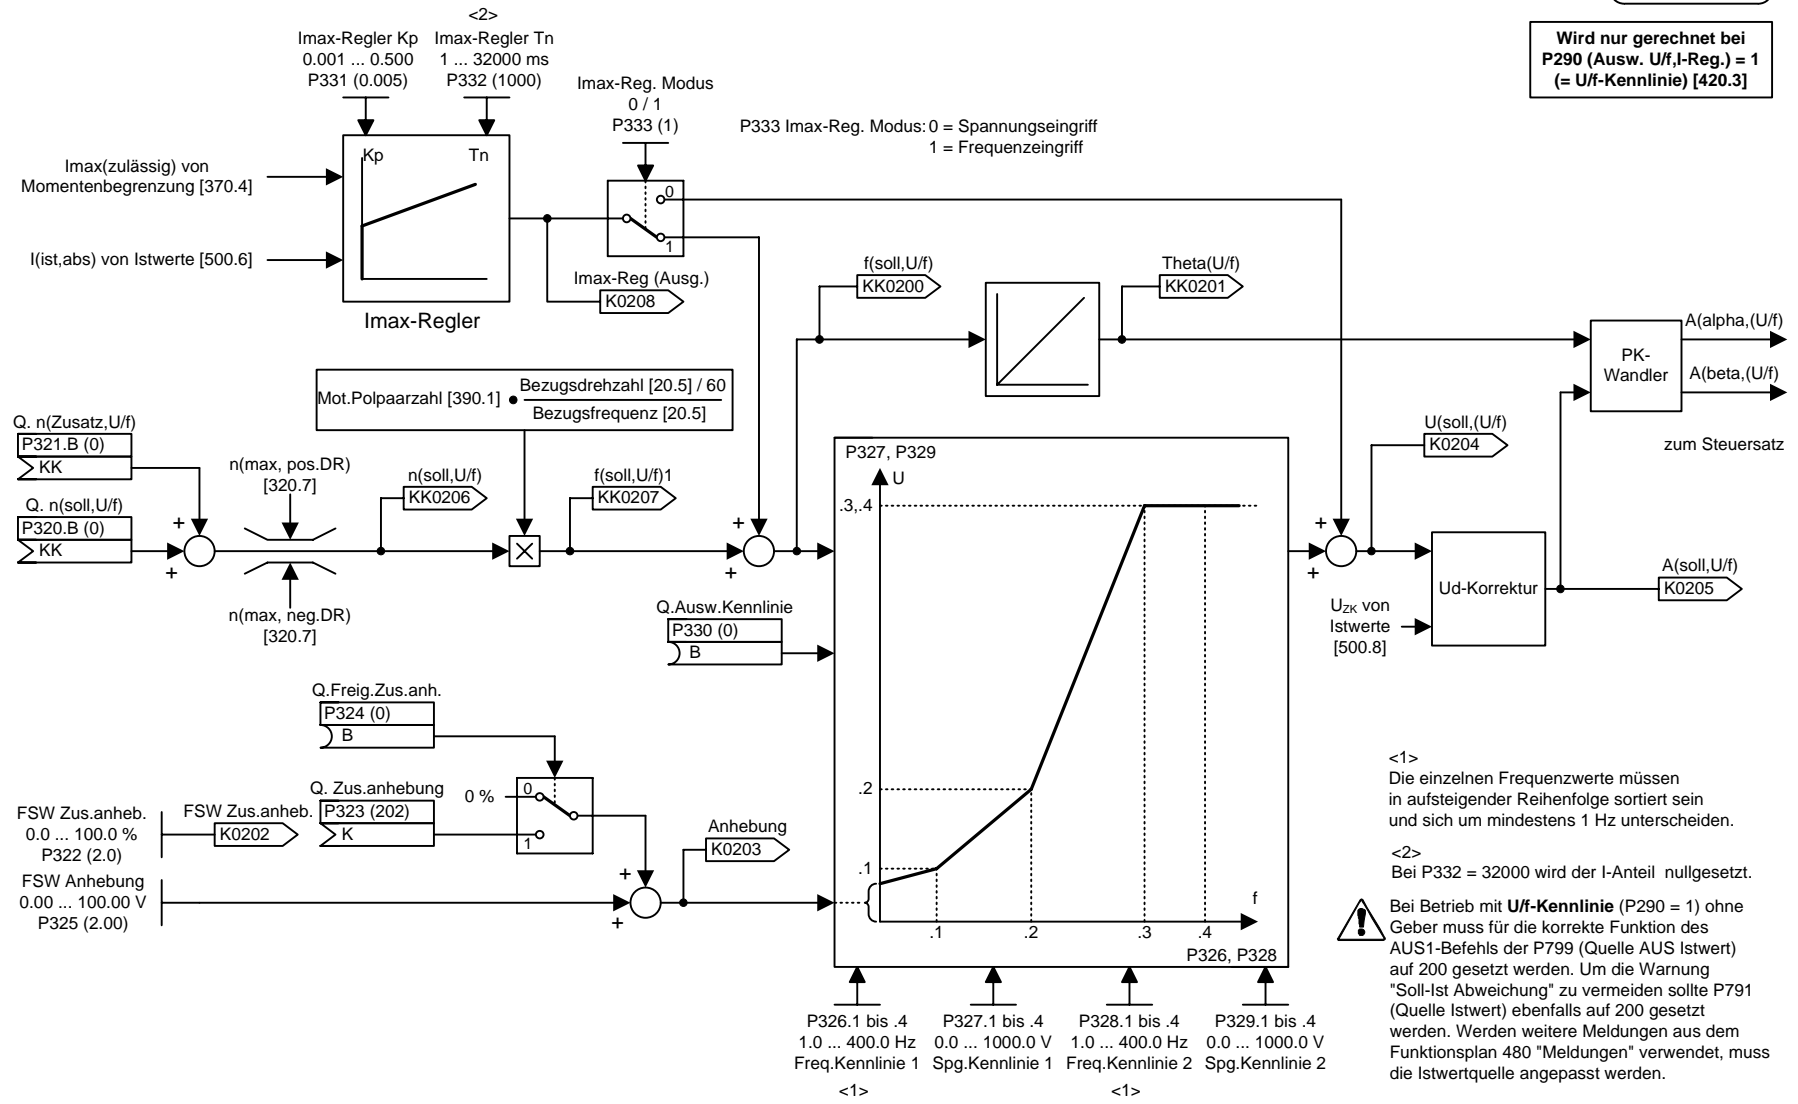 <2>
Imax-Regler Kp
0.001 ... 0.500
P331 (0.005)
Imax-Regler Tn
1 ... 32000 ms
P332 (1000)
Imax-Reg. Modus
0 / 1
P333 (1)
P333 Imax-Reg. Modus: 0 = Spannungseingriff
1 = Frequenzeingriff
Wird nur gerechnet bei
P290 (Ausw. U/f,I-Reg.) = 1
(= U/f-Kennlinie) [420.3]
Imax(zulässig) von
Momentenbegrenzung [370.4]
I(ist,abs) von Istwerte [500.6]
Kp
Tn
Imax-Regler
0
1
Imax-Reg (Ausg.)
K0208
f(soll,U/f)
KK0200
Theta(U/f)
KK0201
PK-
Wandler
A(alpha,(U/f)
A(beta,(U/f)
zum Steuersatz
Mot.Polpaarzahl [390.1]
Bezugsdrehzahl [20.5] / 60
Bezugsfrequenz [20.5]
Q. n(Zusatz,U/f)
P321.B (0)
KK
Q. n(soll,U/f)
P320.B (0)
KK
+
+
n(max, pos.DR)
[320.7]
n(max, neg.DR)
[320.7]
n(soll,U/f)
KK0206
f(soll,U/f)1
KK0207
+
+
Q.Ausw.Kennlinie
P330 (0)
B
P327, P329
U
.3,.4
.2
.1
f
.1
.2
.3
.4
P326, P328
+
+
U(soll,(U/f)
K0204
Ud-Korrektur
UZK von
Istwerte
[500.8]
A(soll,U/f)
K0205
Q.Freig.Zus.anh.
P324 (0)
B
FSW Zus.anheb.
0.0 ... 100.0 %
P322 (2.0)
FSW Zus.anheb.
K0202
Q. Zus.anhebung
P323 (202)
K
0 %
0
1
FSW Anhebung
0.00 ... 100.00 V
P325 (2.00)
+
+
Anhebung
K0203
P326.1 bis .4
1.0 ... 400.0 Hz
Freq.Kennlinie 1
<1>
P327.1 bis .4
0.0 ... 1000.0 V
Spg.Kennlinie 1
P328.1 bis .4
1.0 ... 400.0 Hz
Freq.Kennlinie 2
<1>
P329.1 bis .4
0.0 ... 1000.0 V
Spg.Kennlinie 2
<1>
Die einzelnen Frequenzwerte müssen
in aufsteigender Reihenfolge sortiert sein
und sich um mindestens 1 Hz unterscheiden.
<2>
Bei P332 = 32000 wird der I-Anteil nullgesetzt.
Bei Betrieb mit U/f-Kennlinie (P290 = 1) ohne
Geber muss für die korrekte Funktion des
AUS1-Befehls der P799 (Quelle AUS Istwert)
auf 200 gesetzt werden. Um die Warnung
"Soll-Ist Abweichung" zu vermeiden sollte P791
(Quelle Istwert) ebenfalls auf 200 gesetzt
werden. Werden weitere Meldungen aus dem
Funktionsplan 480 "Meldungen" verwendet, muss
die Istwertquelle angepasst werden.